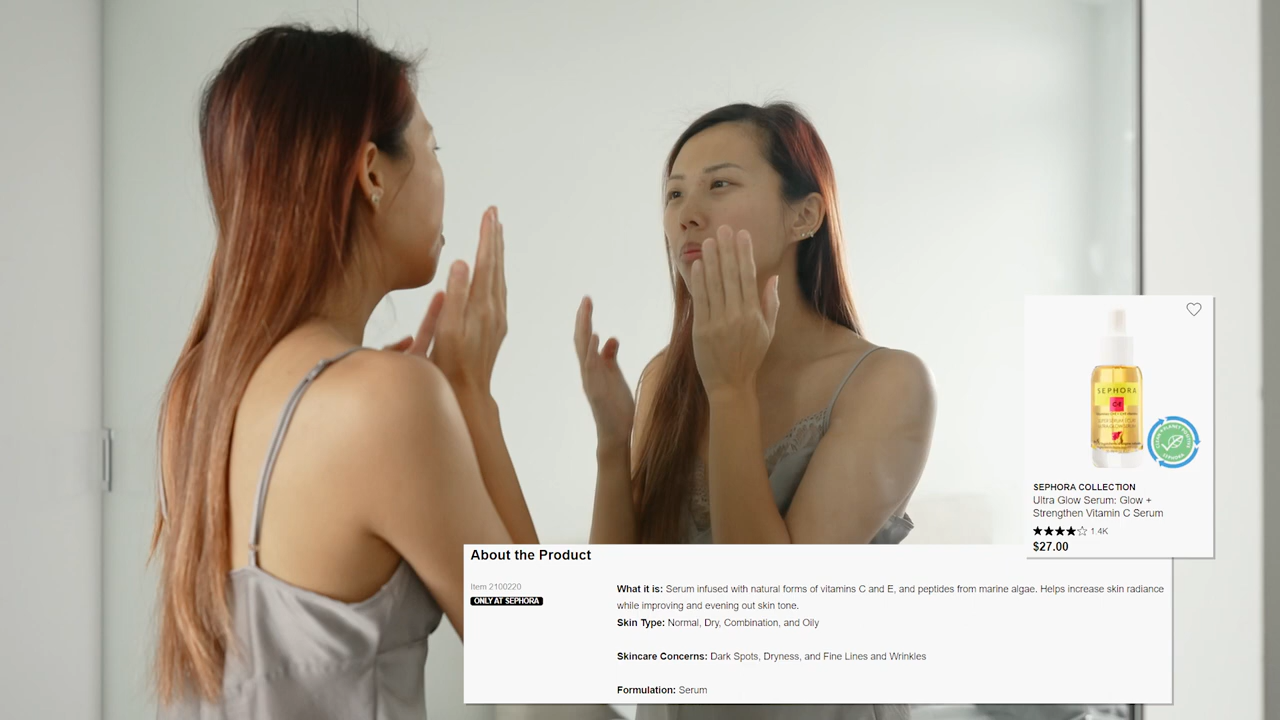 SEPHORA
SEPHORA COLLECTION
Ultra Glow Serum: Glow +
Strengthen Vitamin C Serum
1.4K
$27.00
About the Product
Item 2100220
ONLY AT SEPHORA
What it is: Serum infused with natural forms of vitamins C and E, and peptides from marine algae. Helps increase skin radiance
while improving and evening out skin tone.
Skin Type: Normal, Dry, Combination, and Oily
Skincare Concerns: Dark Spots, Dryness, and Fine Lines and Wrinkles
Formulation: Serum